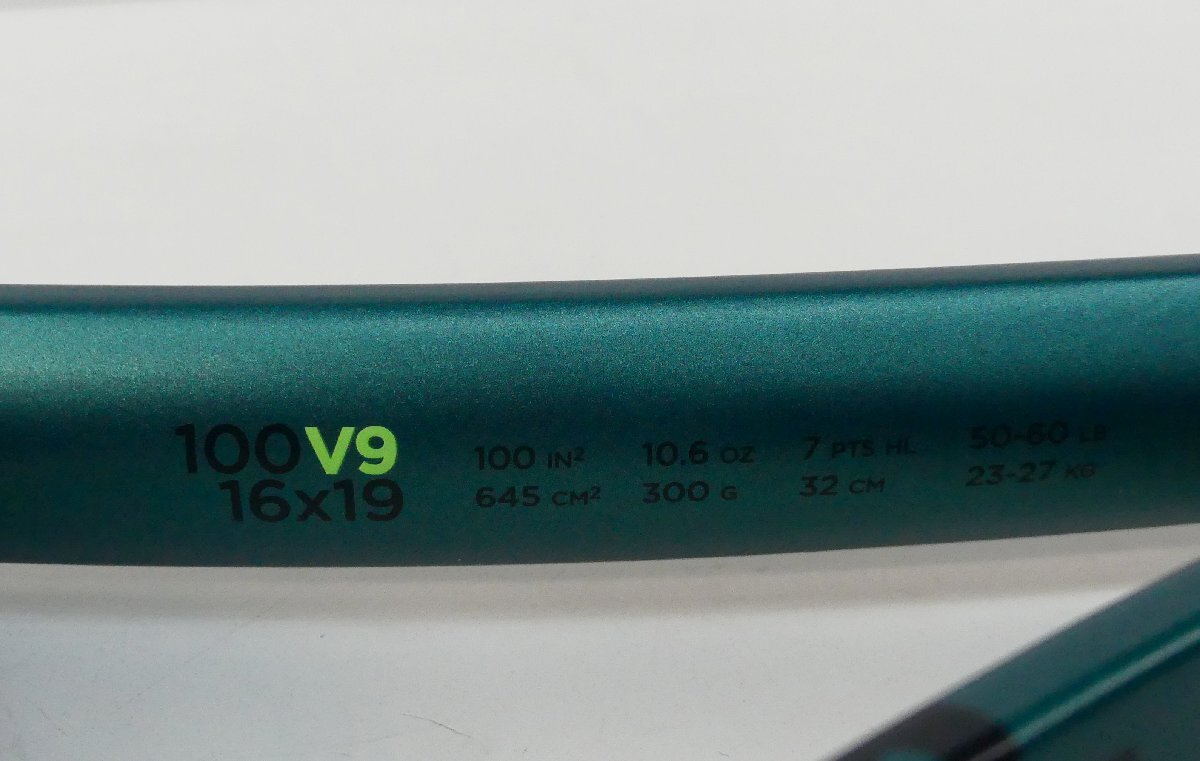 100V9
16x19
100 IN²
645 CM²
10.6 OZ
300 G
7 PTS HL
32 CM
50-60 LB
23-27 KG